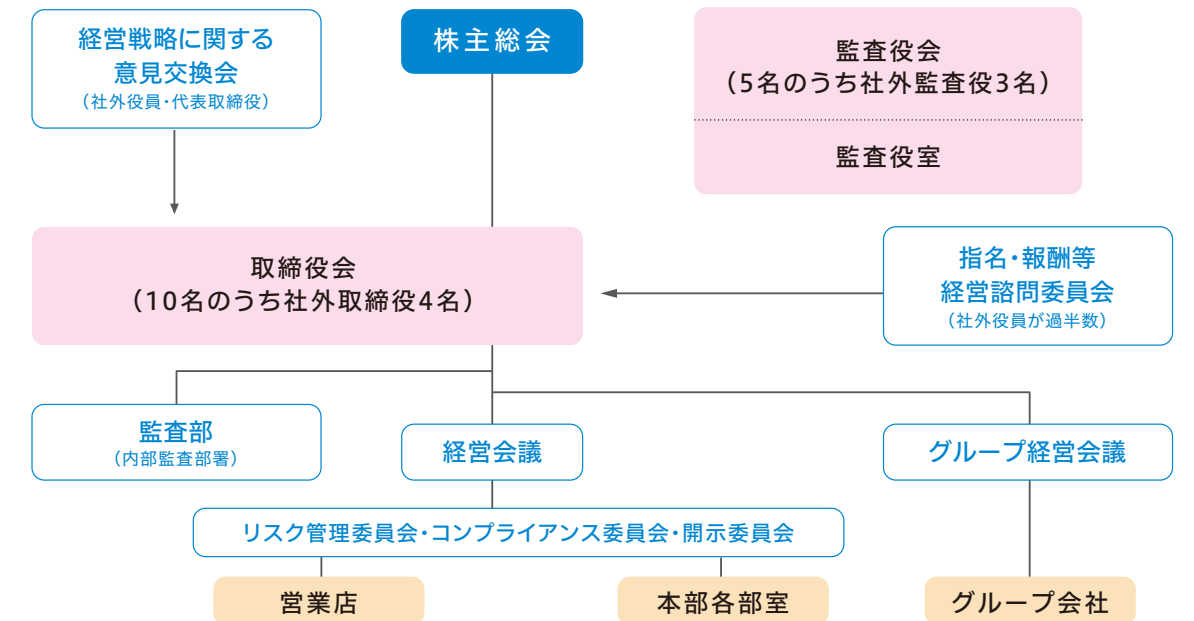 経営戦略に関する
意見交換会
（社外役員・代表取締役）
株主総会
監査役会
（5名のうち社外監査役3名）
監査役室
取締役会
（10名のうち社外取締役4名）
指名・報酬等
経営諮問委員会
（社外役員が過半数）
監査部
（内部監査部署）
経営会議
グループ経営会議
リスク管理委員会・コンプライアンス委員会・開示委員会
営業店
本部各部室
グループ会社